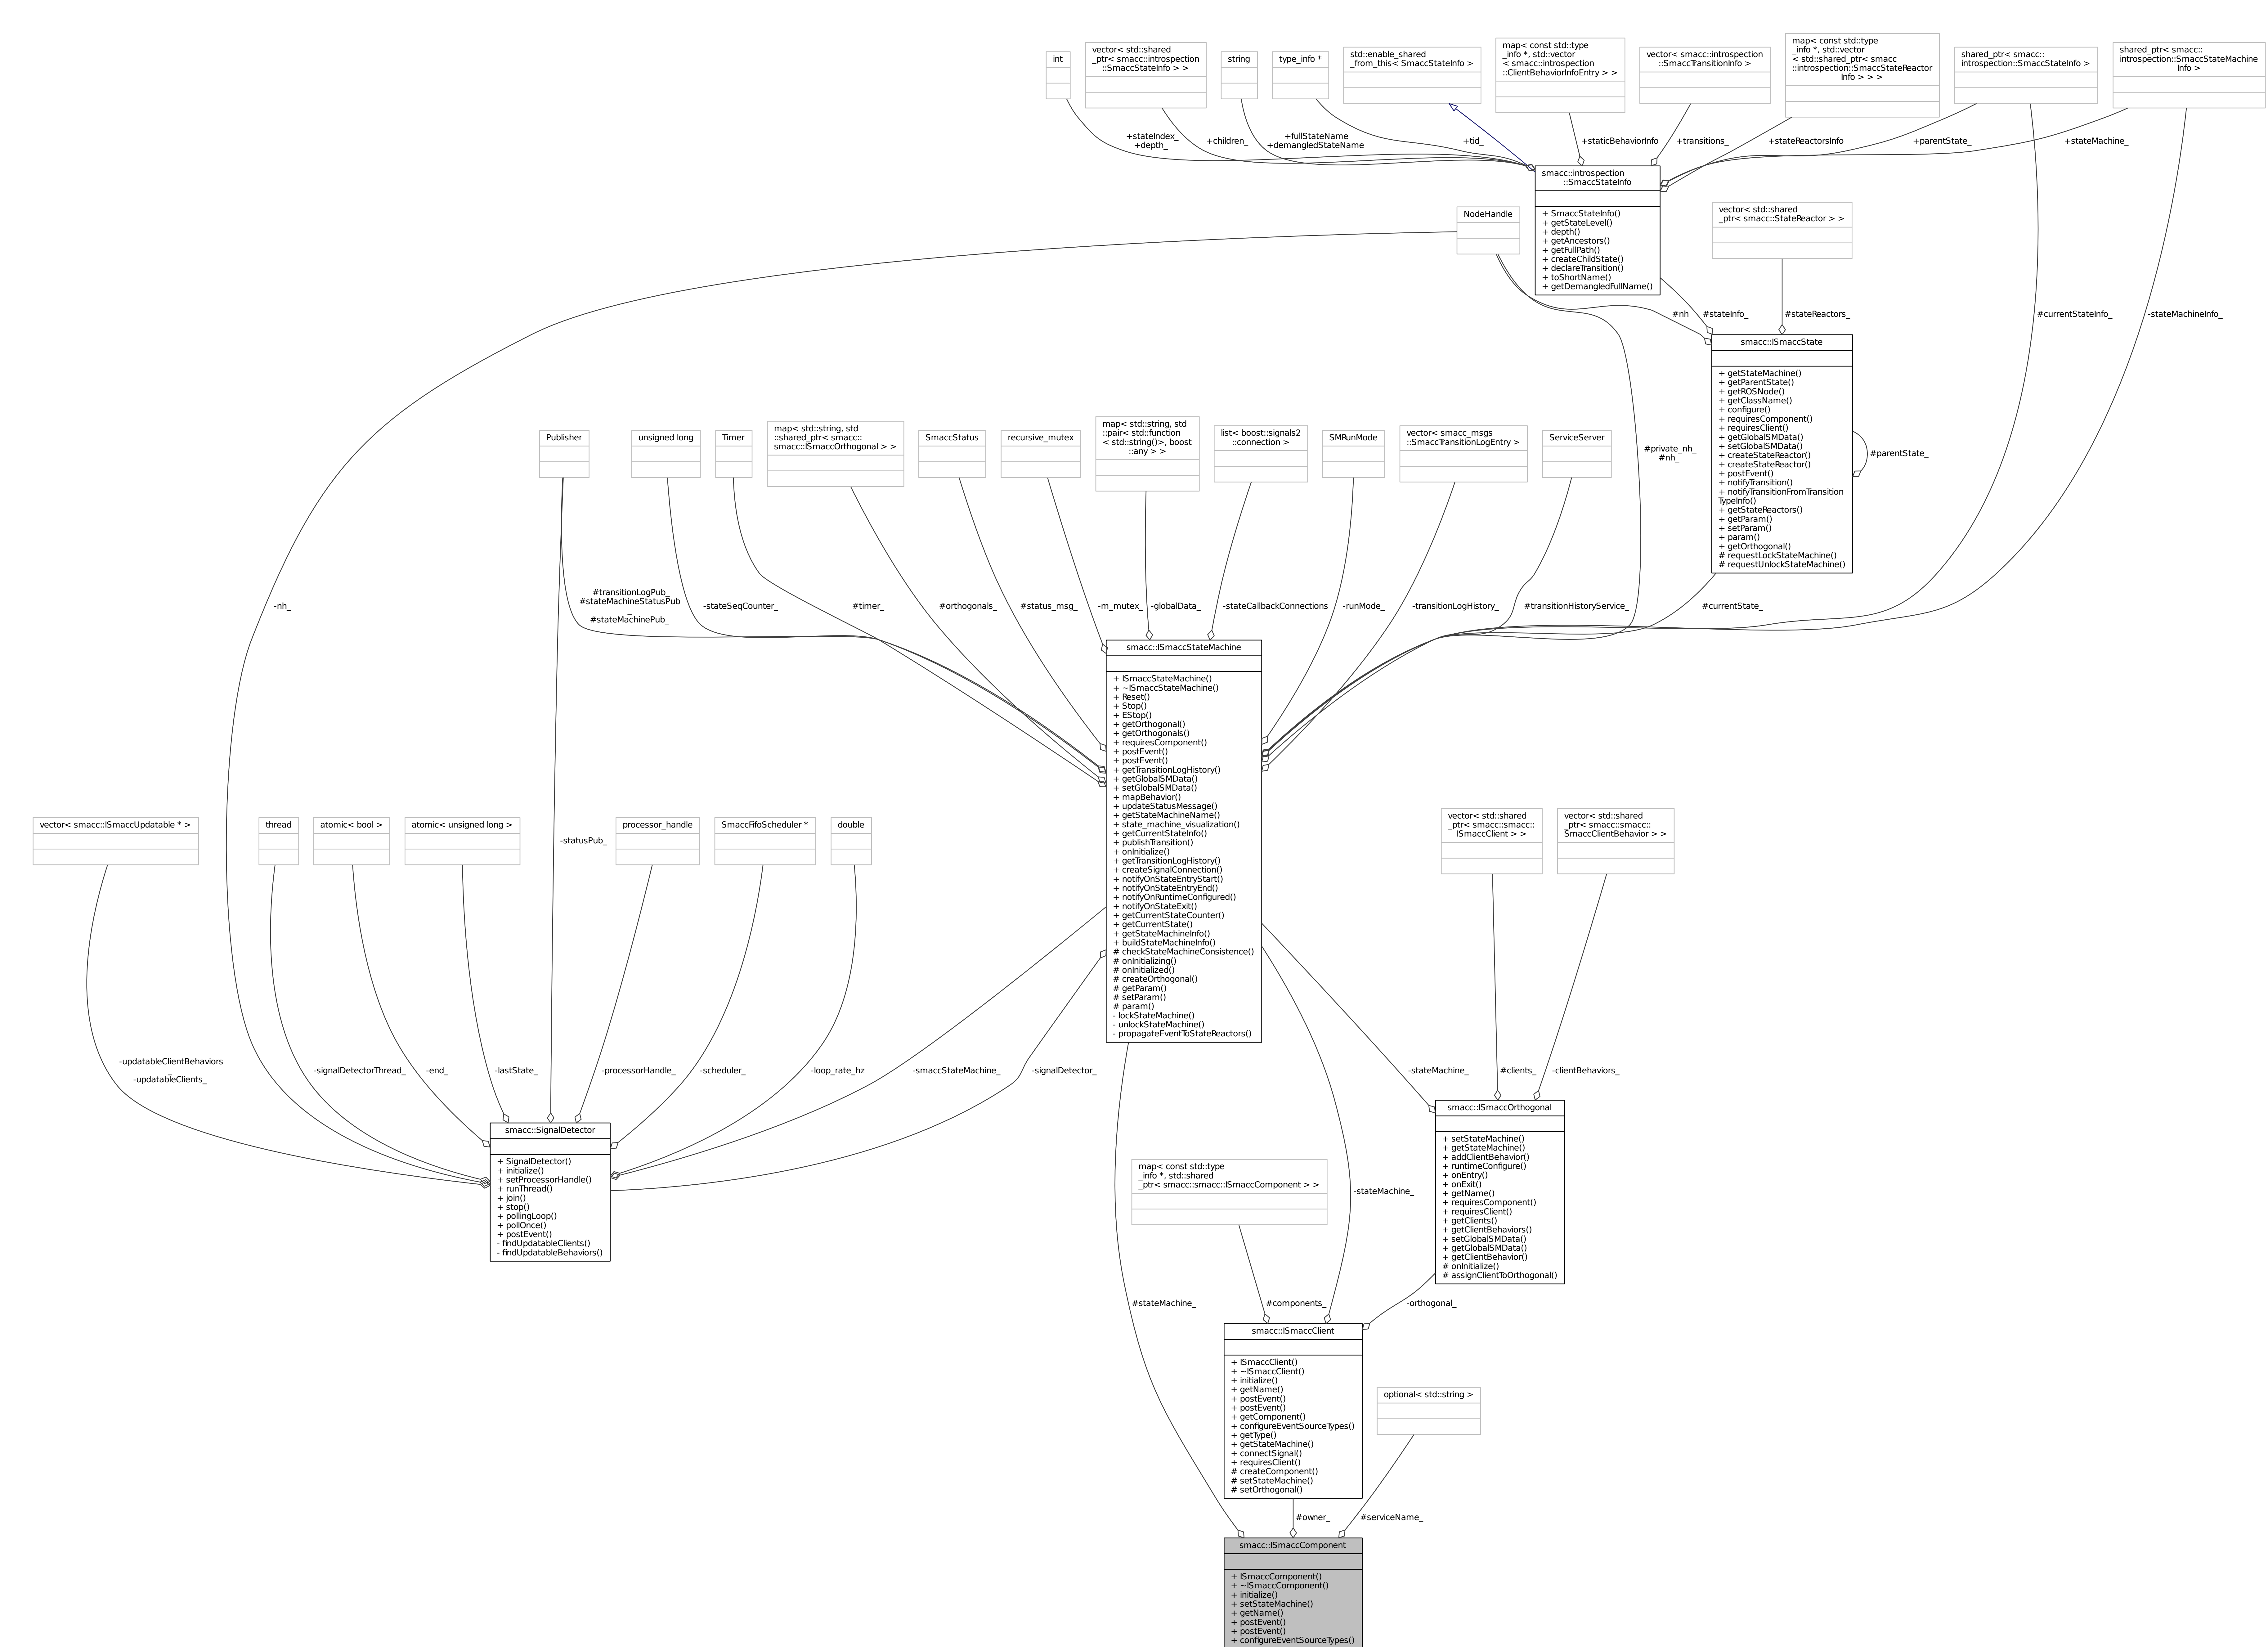 int
vector< std::shared
_ptr< smacc::introspection
::SmaccStateInfo > >
string
type_info *
std::enable_shared
_from_this< SmaccStateInfo >
map< const std::type
_info *, std::vector
< smacc::introspection
::ClientBehaviorInfoEntry > >
vector< smacc::introspection
::SmaccTransitionInfo >
map< const std::type
_info *, std::vector
< std::shared_ptr< smacc
::introspection::SmaccStateReactor
Info > > >
shared_ptr< smacc::
introspection::SmaccStateInfo >
shared_ptr< smacc::
introspection::SmaccStateMachine
Info >
+stateIndex_
+depth_
+children_
+fullStateName
+demangledStateName
+tid_
+staticBehaviorInfo
+transitions_
+stateReactorsInfo
+parentState_
+stateMachine_
smacc::introspection
::SmaccStateInfo
+ SmaccStateInfo()
+ getStateLevel()
+ depth()
+ getAncestors()
+ getFullPath()
+ createChildState()
+ declareTransition()
+ toShortName()
+ getDemangledFullName()
NodeHandle
vector< std::shared
_ptr< smacc::StateReactor > >
#nh
#stateInfo_
#stateReactors_
#currentStateInfo_
-stateMachineInfo_
smacc::ISmaccState
+ getStateMachine()
+ getParentState()
+ getROSNode()
+ getClassName()
+ configure()
+ requiresComponent()
+ requiresClient()
+ getGlobalSMData()
+ setGlobalSMData()
+ createStateReactor()
+ createStateReactor()
+ postEvent()
+ notifyTransition()
+ notifyTransitionFromTransition
TypeInfo()
+ getStateReactors()
+ getParam()
+ setParam()
+ param()
+ getOrthogonal()
# requestLockStateMachine()
# requestUnlockStateMachine()
#parentState_
Publisher
unsigned long
Timer
map< std::string, std
::shared_ptr< smacc::
smacc::ISmaccOrthogonal > >
SmaccStatus
recursive_mutex
map< std::string, std
::pair< std::function
< std::string()>, boost
::any > >
list< boost::signals2
::connection >
SMRunMode
vector< smacc_msgs
::SmaccTransitionLogEntry >
ServiceServer
#private_nh_
#nh_
-nh_
#transitionLogPub_
#stateMachineStatusPub
_
#stateMachinePub_
-stateSeqCounter_
#timer_
#orthogonals_
#status_msg_
-m_mutex_
-globalData_
-stateCallbackConnections
-runMode_
-transitionLogHistory_
#transitionHistoryService_
#currentState_
smacc::ISmaccStateMachine
+ ISmaccStateMachine()
+ ~ISmaccStateMachine()
+ Reset()
+ Stop()
+ EStop()
+ getOrthogonal()
+ getOrthogonals()
+ requiresComponent()
+ postEvent()
+ postEvent()
+ getTransitionLogHistory()
+ getGlobalSMData()
+ setGlobalSMData()
+ mapBehavior()
+ updateStatusMessage()
+ getStateMachineName()
+ state_machine_visualization()
+ getCurrentStateInfo()
+ publishTransition()
+ onInitialize()
+ getTransitionLogHistory()
+ createSignalConnection()
+ notifyOnStateEntryStart()
+ notifyOnStateEntryEnd()
+ notifyOnRuntimeConfigured()
+ notifyOnStateExit()
+ getCurrentStateCounter()
+ getCurrentState()
+ getStateMachineInfo()
+ buildStateMachineInfo()
# checkStateMachineConsistence()
# onInitializing()
# onInitialized()
# createOrthogonal()
# getParam()
# setParam()
# param()
- lockStateMachine()
- unlockStateMachine()
- propagateEventToStateReactors()
vector< smacc::ISmaccUpdatable * >
thread
atomic< bool >
atomic< unsigned long >
-statusPub_
processor_handle
SmaccFifoScheduler *
double
vector< std::shared
_ptr< smacc::smacc::
ISmaccClient > >
vector< std::shared
_ptr< smacc::smacc::
SmaccClientBehavior > >
-updatableClientBehaviors
_
-updatableClients_
-signalDetectorThread_
-end_
-lastState_
-processorHandle_
-scheduler_
-loop_rate_hz
-smaccStateMachine_
-signalDetector_
-stateMachine_
#clients_
-clientBehaviors_
smacc::SignalDetector
+ SignalDetector()
+ initialize()
+ setProcessorHandle()
+ runThread()
+ join()
+ stop()
+ pollingLoop()
+ pollOnce()
+ postEvent()
- findUpdatableClients()
- findUpdatableBehaviors()
smacc::ISmaccOrthogonal
+ setStateMachine()
+ getStateMachine()
+ addClientBehavior()
+ runtimeConfigure()
+ onEntry()
+ onExit()
+ getName()
+ requiresComponent()
+ requiresClient()
+ getClients()
+ getClientBehaviors()
+ setGlobalSMData()
+ getGlobalSMData()
+ getClientBehavior()
# onInitialize()
# assignClientToOrthogonal()
map< const std::type
_info *, std::shared
_ptr< smacc::smacc::ISmaccComponent > >
-stateMachine_
#stateMachine_
#components_
-orthogonal_
smacc::ISmaccClient
+ ISmaccClient()
+ ~ISmaccClient()
+ initialize()
+ getName()
+ postEvent()
+ postEvent()
+ getComponent()
+ configureEventSourceTypes()
+ getType()
+ getStateMachine()
+ connectSignal()
+ requiresClient()
# createComponent()
# setStateMachine()
# setOrthogonal()
optional< std::string >
#owner_
#serviceName_
smacc::ISmaccComponent
+ ISmaccComponent()
+ ~ISmaccComponent()
+ initialize()
+ setStateMachine()
+ getName()
+ postEvent()
+ postEvent()
+ configureEventSourceTypes()